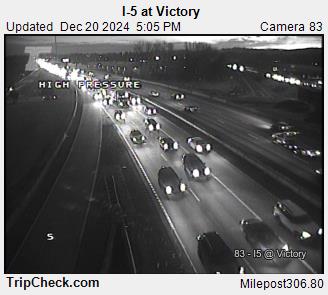 I-5 at Victory
Updated Dec 20 2024 5:05 PM Camera 83
HIGH PRESSURE
S
83 - I5 @ Victory
TripCheck.com Milepost306.80